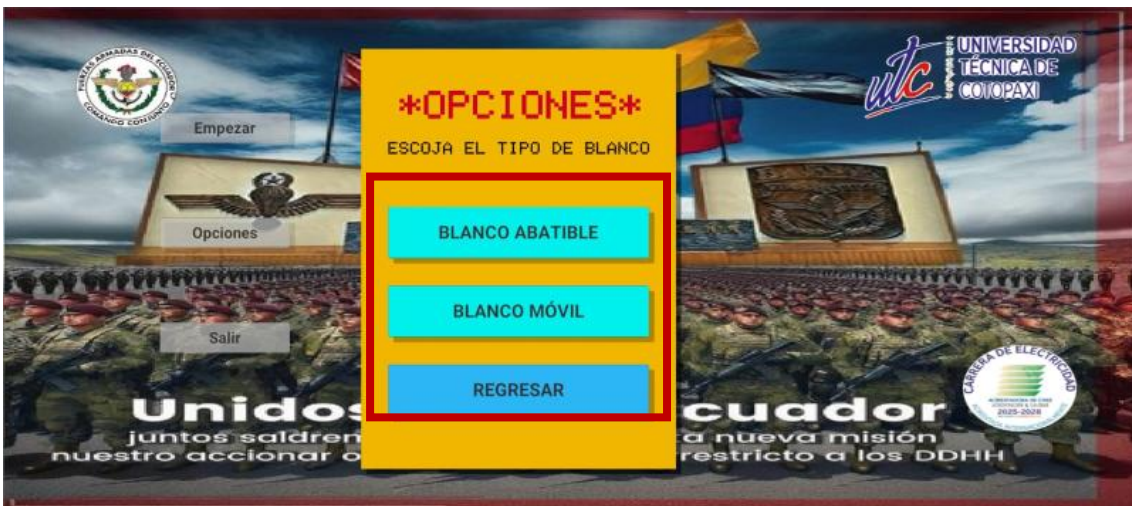 FUERZAS ARMADAS DEL ECUADOR
COMANDO CONJUNTO
UNIVERSIDAD
TÉCNICA DE
COTOPAXI
utc
Empezar
Opciones
Salir
*OPCIONES*
ESCOJA EL TIPO DE BLANCO
BLANCO ABATIBLE
BLANCO MÓVIL
REGRESAR
CARRERA DE ELECTRICIDAD
2025-2028
Unidos cuador
juntos saldrem a nueva misión
nuestro accionar restricto a los DDHH